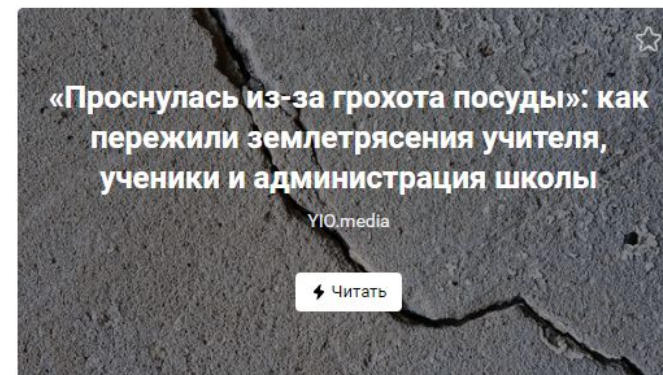 «Проснулась из-за грохота посуды»: как
пережили землетрясения учителя,
ученики и администрация школы
YIO.media
Читать